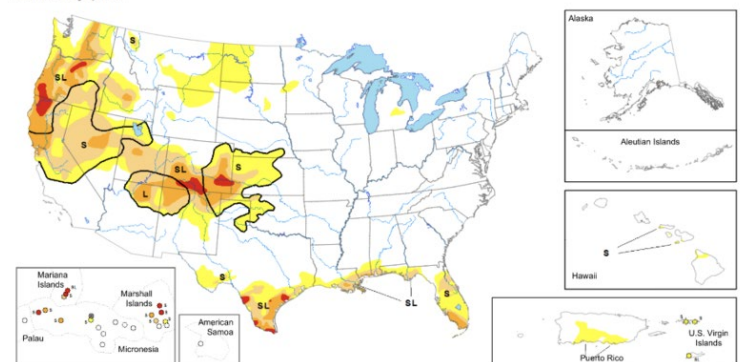 S
SL
S
SL
S
L
S
SL
SL
S
Alaska
Aleutian Islands
S
Hawaii
Mariana
Islands
Marshall
Islands
Palau
Micronesia
American
Samoa
U.S. Virgin
Islands
Puerto Rico